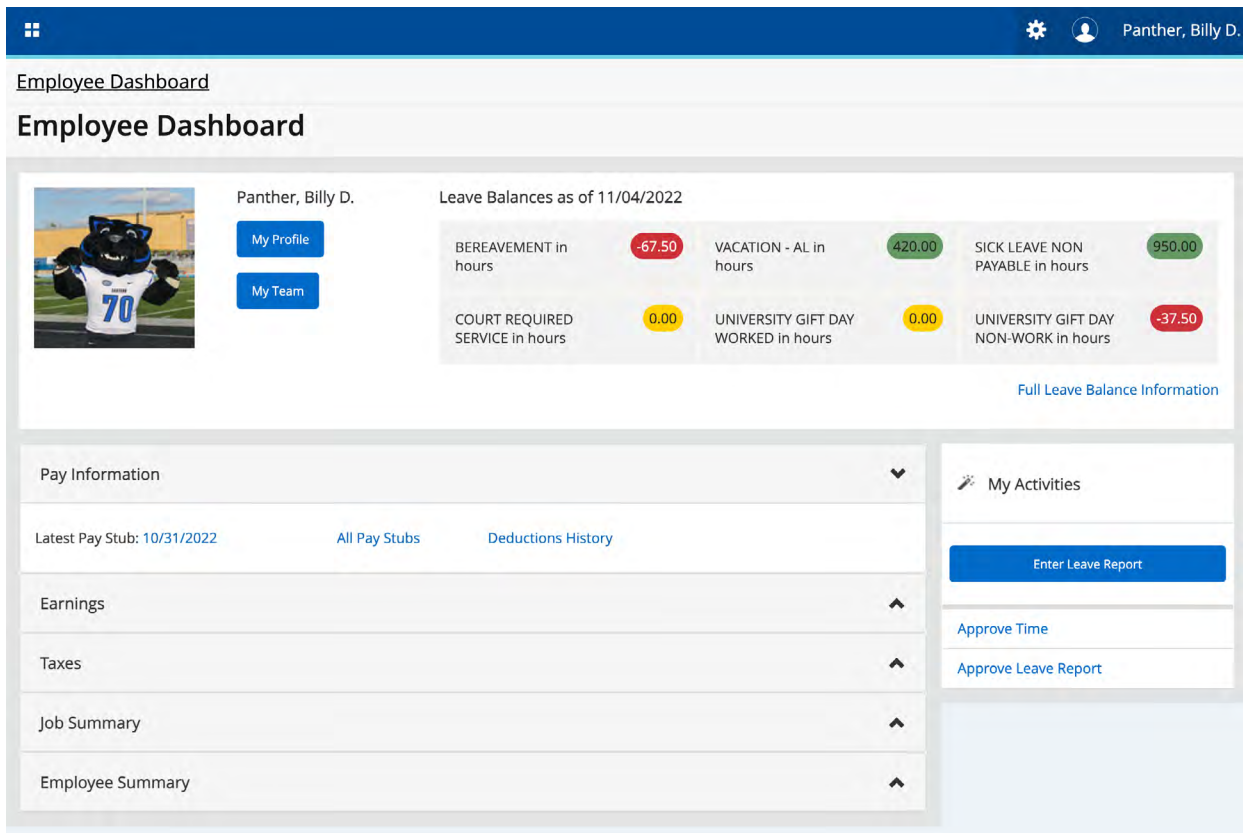 Panther, Billy D.
Employee Dashboard
Employee Dashboard
Panther, Billy D.
My Profile
My Team
70
Leave Balances as of 11/04/2022
BEREAVEMENT in
hours
-67.50
VACATION - AL in
hours
420.00
SICK LEAVE NON
PAYABLE in hours
950.00
COURT REQUIRED
SERVICE in hours
0.00
UNIVERSITY GIFT DAY
WORKED in hours
0.00
UNIVERSITY GIFT DAY
NON-WORK in hours
-37.50
Full Leave Balance Information
Pay Information
Latest Pay Stub: 10/31/2022
All Pay Stubs
Deductions History
Earnings
Taxes
Job Summary
Employee Summary
My Activities
Enter Leave Report
Approve Time
Approve Leave Report